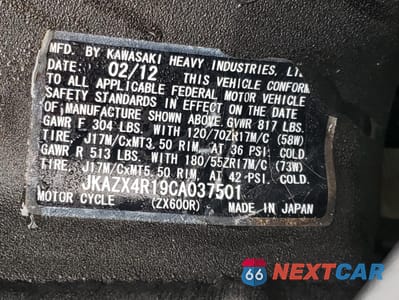 MFD. BY KAWASAKI HEAVY INDUSTRIES, LT
DATE: 02/12 THIS VEHICLE CONFORM
TO ALL APPLICABLE FEDERAL MOTOR VEHICLE
SAFETY STANDARDS IN EFFECT ON THE DATE
OF MANUFACTURE SHOWN ABOVE. GVWR 817 LBS.
GAWR F 304 LBS. WITH 120/70ZR17M/C (58W)
TIRE, J17M/CxMT3.50 RIM, AT 36 PSI. COLD.
GAWR R 513 LBS. WITH 180/55ZR17M/C (73W)
TIRE, J17M/CxMT5.50 RIM, AT 42 PSI. COLD.
JKAZX4R19CA037501
MOTOR CYCLE (ZX600R) MADE IN JAPAN
66 NEXTCAR